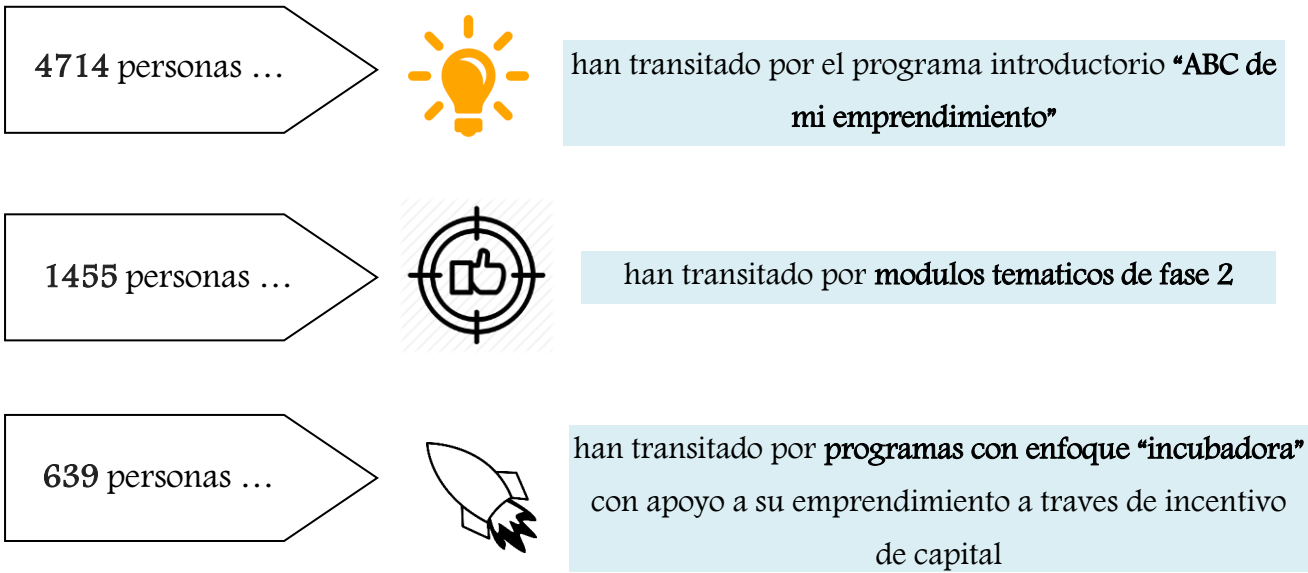 4714 personas …
han transitado por el programa introductorio “ABC de
mi emprendimiento”
1455 personas …
han transitado por modulos tematicos de fase 2
639 personas …
han transitado por programas con enfoque “incubadora”
con apoyo a su emprendimiento a traves de incentivo
de capital